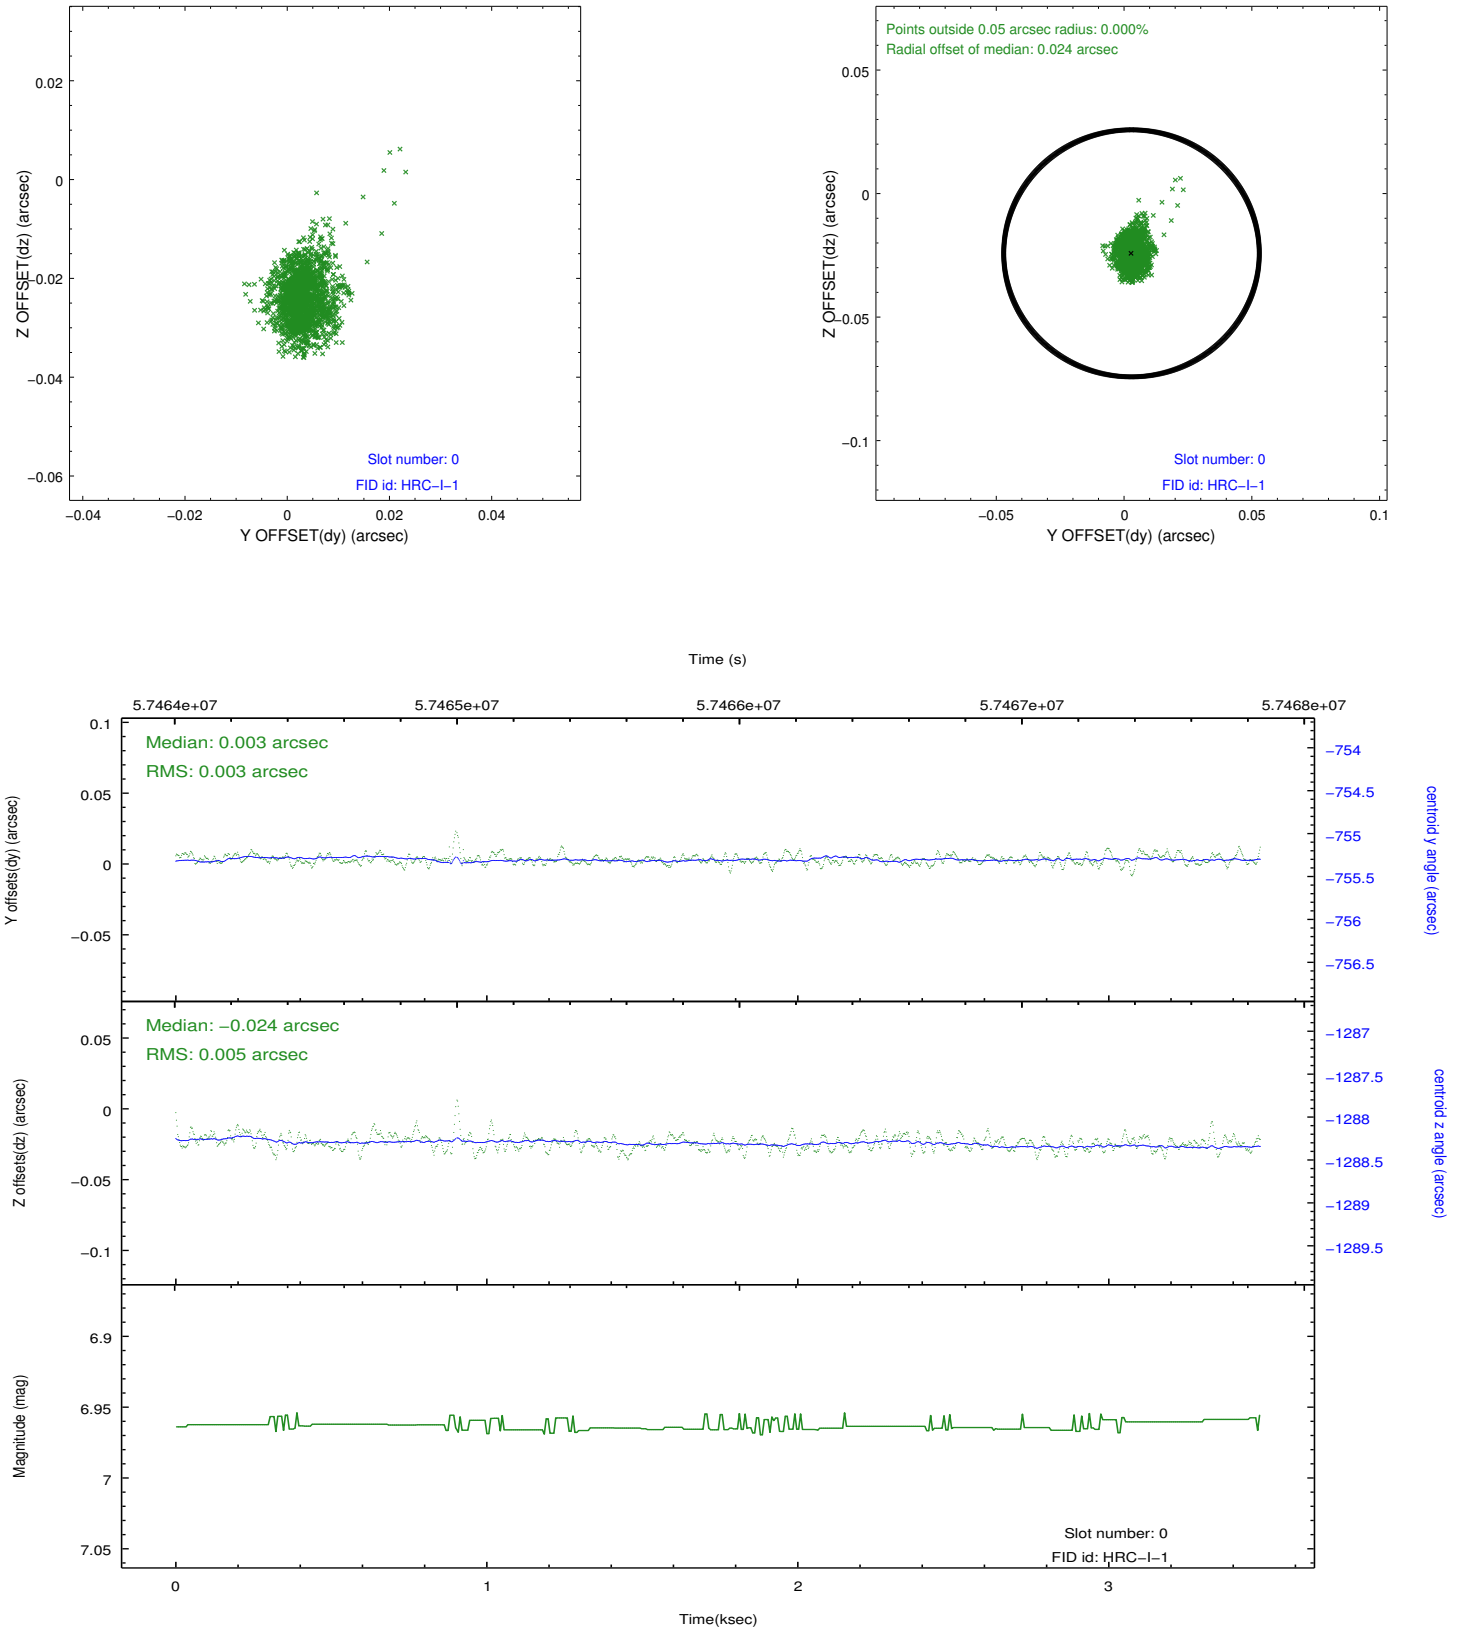 0.02
0
−0.02
−0.04
−0.06
Z OFFSET(dz) (arcsec)
Slot number: 0
FID id: HRC−I−1
−0.04
−0.02
0
0.02
0.04
Y OFFSET(dy) (arcsec)
Points outside 0.05 arcsec radius: 0.000%
Radial offset of median: 0.024 arcsec
0.05
0
−0.05
−0.1
Z OFFSET(dz) (arcsec)
Slot number: 0
FID id: HRC−I−1
−0.05
0
0.05
0.1
Y OFFSET(dy) (arcsec)
Time (s)
5.7464e+07
5.7465e+07
5.7466e+07
5.7467e+07
5.7468e+07
Median: 0.003 arcsec
RMS: 0.003 arcsec
0.1
0.05
0
−0.05
Y offsets(dy) (arcsec)
−754
−754.5
−755
−755.5
−756
−756.5
centroid y angle (arcsec)
Median: −0.024 arcsec
RMS: 0.005 arcsec
0.05
0
−0.05
−0.1
Z offsets(dz) (arcsec)
−1287
−1287.5
−1288
−1288.5
−1289
−1289.5
centroid z angle (arcsec)
6.9
6.95
7
7.05
Magnitude (mag)
Slot number: 0
FID id: HRC−I−1
0
1
2
3
Time(ksec)